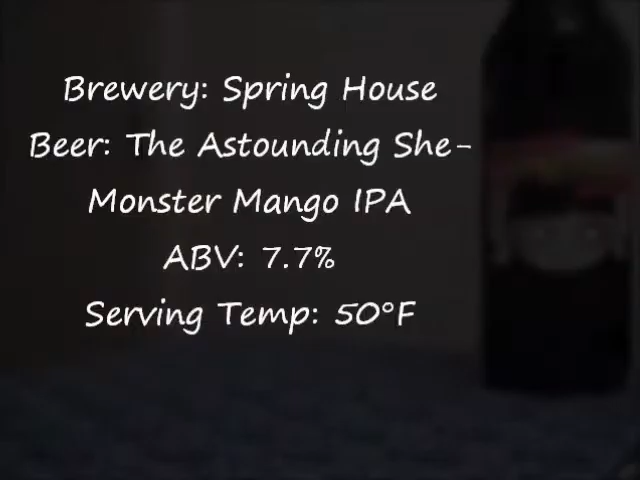 Brewery: Spring House
Beer: The Astounding She-
Monster Mango IPA
ABV: 7.7%
Serving Temp: 50°F